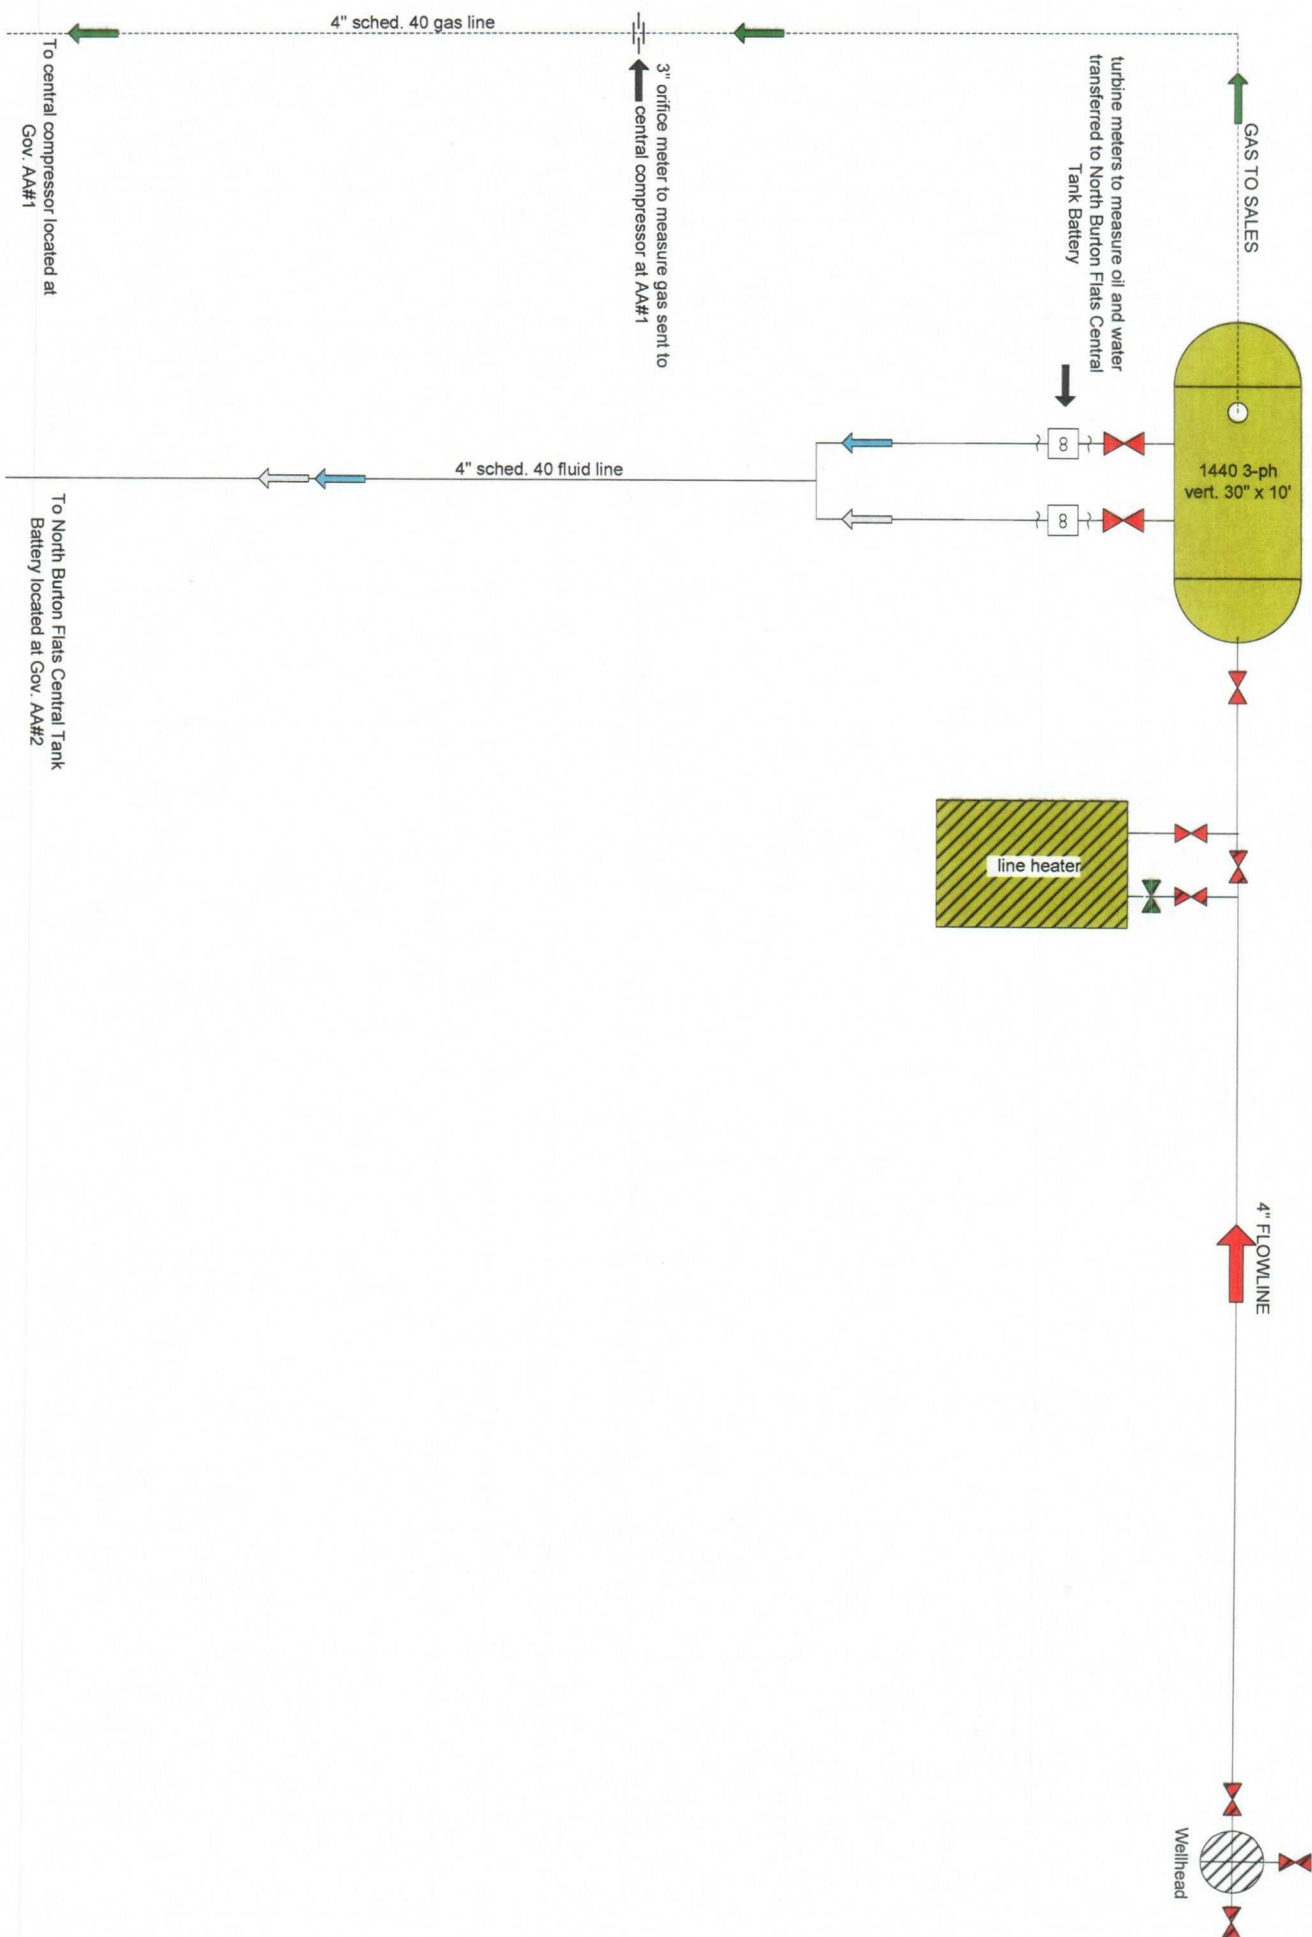 4" sched. 40 gas line
To central compressor located at
Gov. AA#1
3" orifice meter to measure gas sent to
central compressor at AA#1
turbine meters to measure oil and water
transferred to North Burton Flats Central
Tank Battery
GAS TO SALES
8
8
1440 3-ph
vert. 30" x 10'
4" sched. 40 fluid line
To North Burton Flats Central Tank
Battery located at Gov. AA#2
line heater
4" FLOWLINE
Wellhead